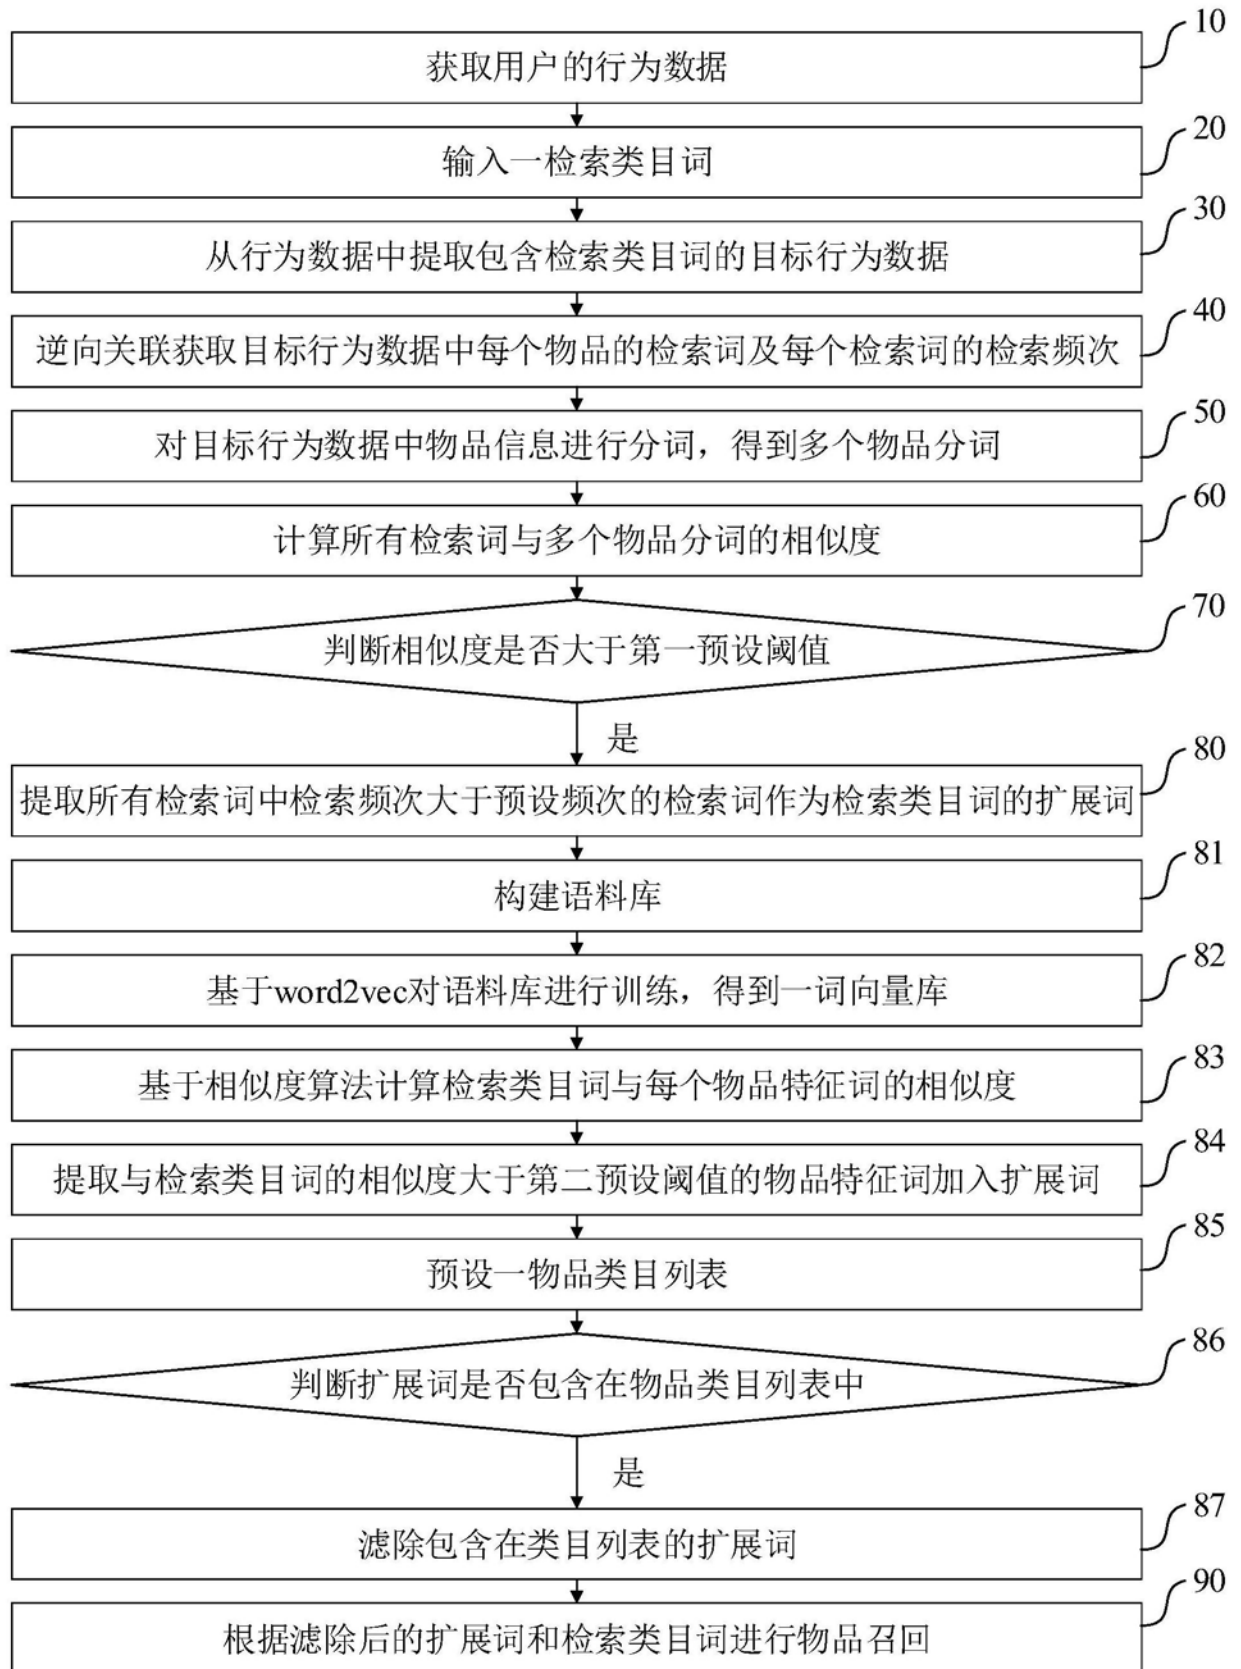 10
获取用户的行为数据
20
输入一检索类目词
30
从行为数据中提取包含检索类目词的目标行为数据
40
逆向关联获取目标行为数据中每个物品的检索词及每个检索词的检索频次
50
对目标行为数据中物品信息进行分词，得到多个物品分词
60
计算所有检索词与多个物品分词的相似度
70
判断相似度是否大于第一预设阈值
是
80
提取所有检索词中检索频次大于预设频次的检索词作为检索类目词的扩展词
81
构建语料库
82
基于word2vec对语料库进行训练，得到一词向量库
83
基于相似度算法计算检索类目词与每个物品特征词的相似度
84
提取与检索类目词的相似度大于第二预设阈值的物品特征词加入扩展词
85
预设一物品类目列表
86
判断扩展词是否包含在物品类目列表中
是
87
滤除包含在类目列表的扩展词
90
根据滤除后的扩展词和检索类目词进行物品召回